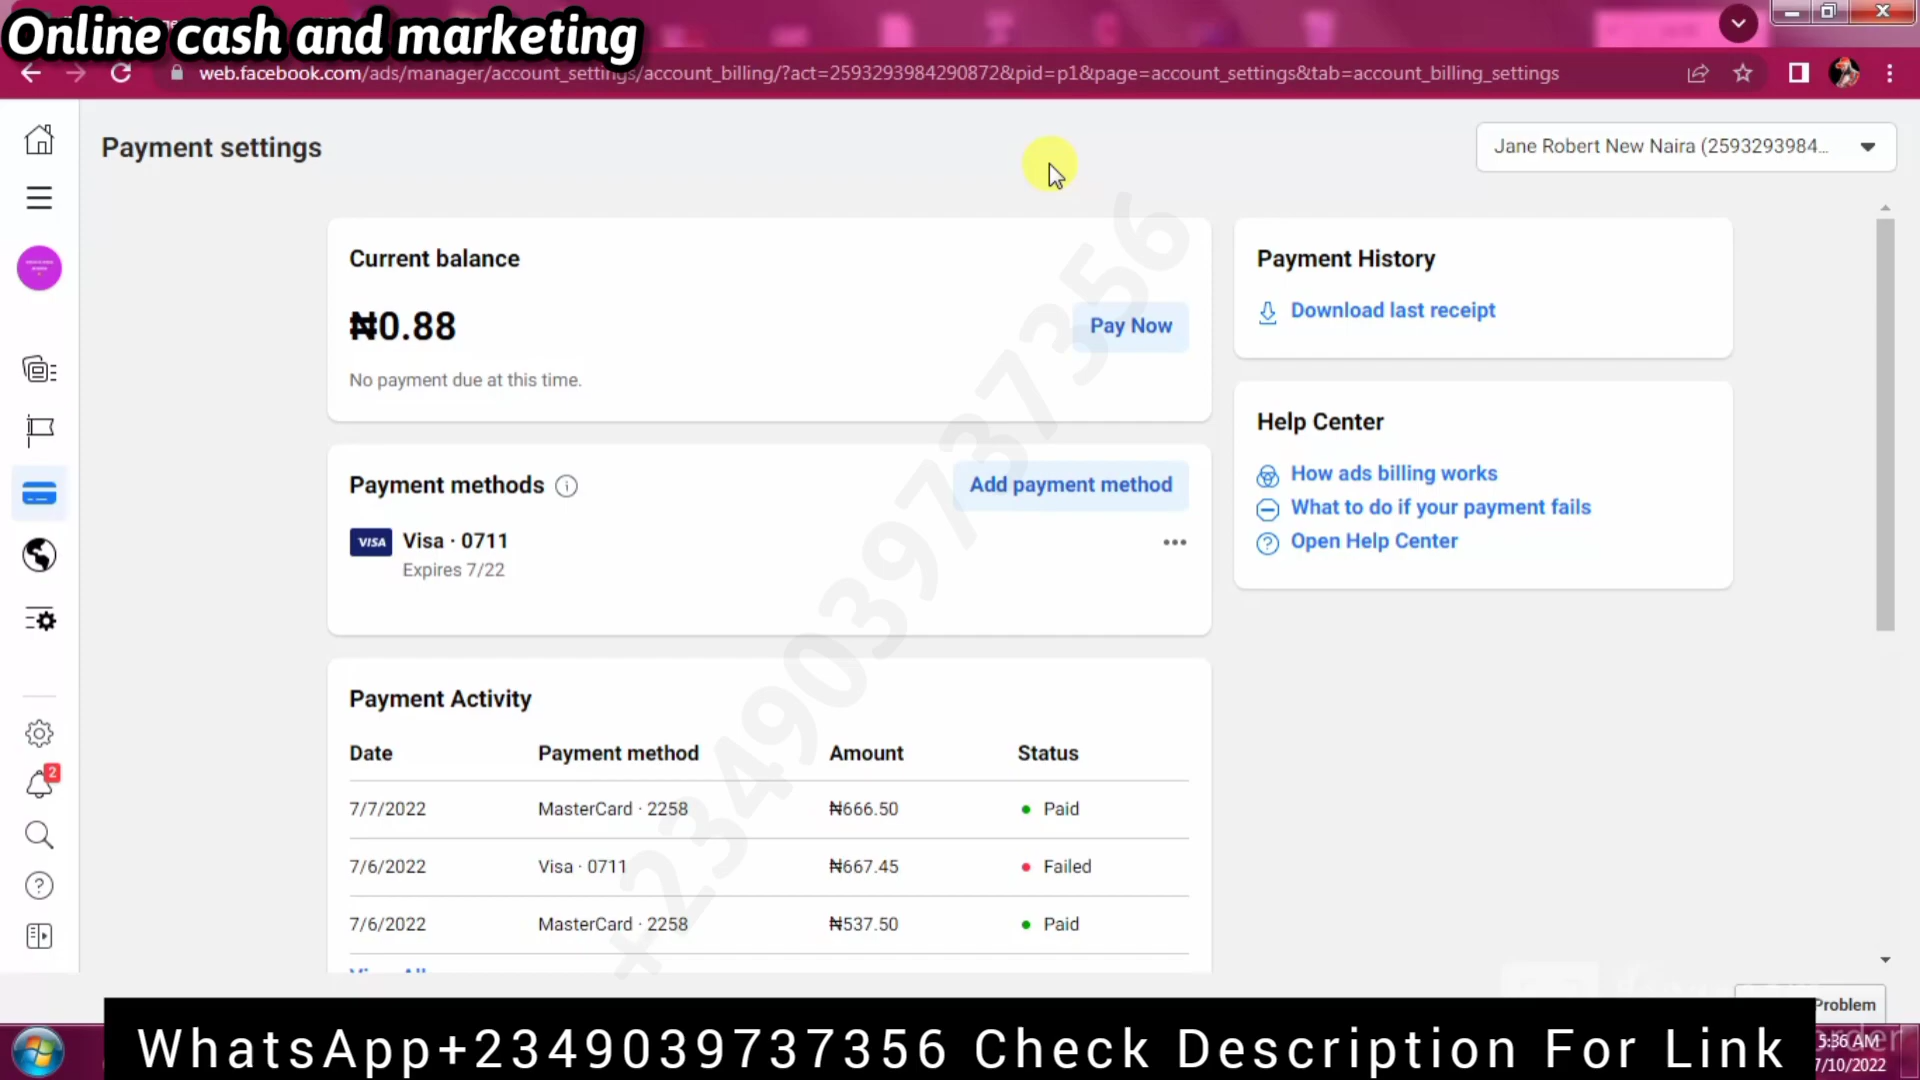 Online cash and marketing
web.facebook.com/ads/manager/account_settings/account_billing/?act=2593293984290872&pid=p1&page=account_settings&tab=account_billing_settings
Payment settings
Jane Robert New Naira (2593293984...
Current balance
₦0.88
Pay Now
No payment due at this time.
Payment History
Download last receipt
Help Center
How ads billing works
What to do if your payment fails
Open Help Center
Payment methods
Add payment method
VISA
Visa · 0711
Expires 7/22
Payment Activity
Date Payment method Amount Status
7/7/2022 MasterCard · 2258 ₦666.50 Paid
7/6/2022 Visa · 0711 ₦667.45 Failed
7/6/2022 MasterCard · 2258 ₦537.50 Paid
+2349039737356
2
Problem
WhatsApp+2349039737356 Check Description For Link
5:36 AM
7/10/2022